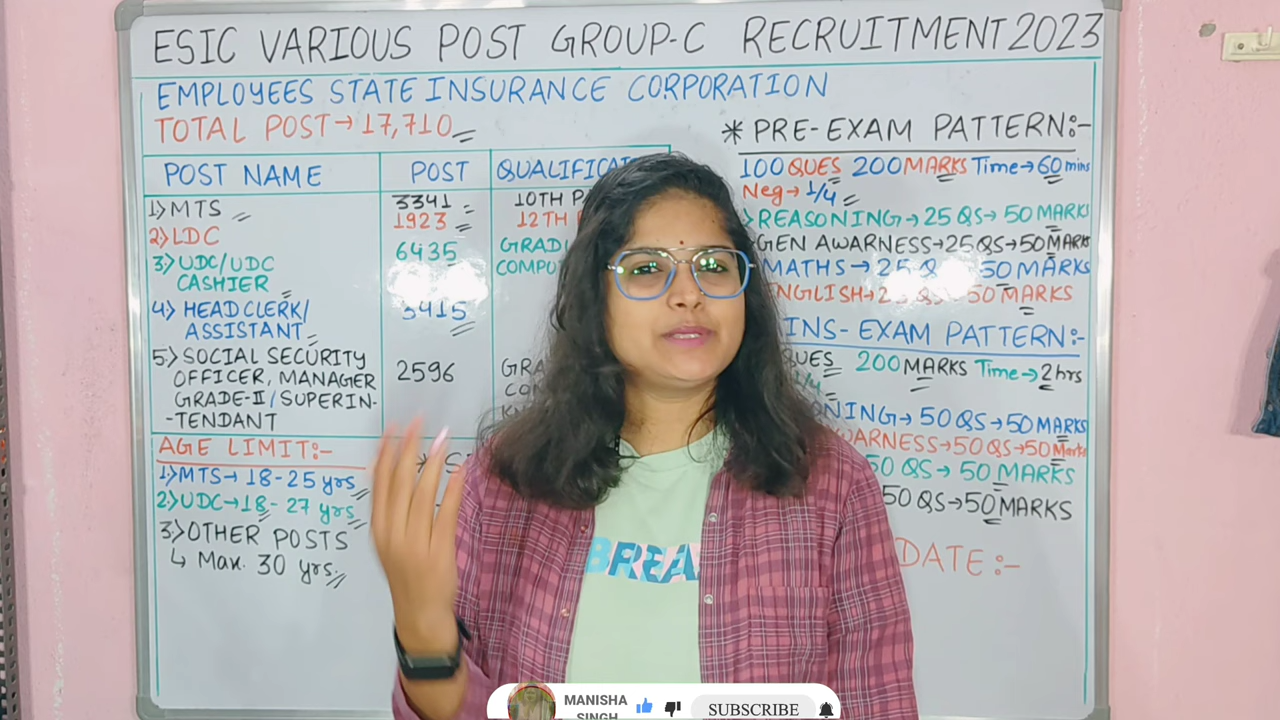 ESIC VARIOUS POST GROUP-C RECRUITMENT 2023
EMPLOYEES STATE INSURANCE CORPORATION
TOTAL POST→17,710
POST NAME POST
1) MTS 3341 10TH
2) LDC 1923 12TH
3) UDC/UDC 6435
CASHIER
4) HEAD CLERK/
ASSISTANT
5) SOCIAL SECURITY 2596
OFFICER, MANAGER
GRADE-II/SUPERIN-
-TENDANT
AGE LIMIT:-
1) MTS→18-25 yrs
2) UDC→18-27 yrs
3) OTHER POSTS
↳ Max. 30 yrs.
* PRE-EXAM PATTERN:-
100 QUES 200 MARKS Time→60 mins
Neg→1/4
REASONING→25 QS→50 MARKS
GEN AWARNESS→25 QS→50 MARKS
MATHS→25 50 MARKS
50 MARKS
EXAM PATTERN:-
200 MARKS Time→2 hrs
50 QS→50 MARKS
50 QS→50 Marks
50 QS→50 MARKS
50 QS→50 MARKS
DATE:-
BREA
MANISHA
SINGH
SUBSCRIBE